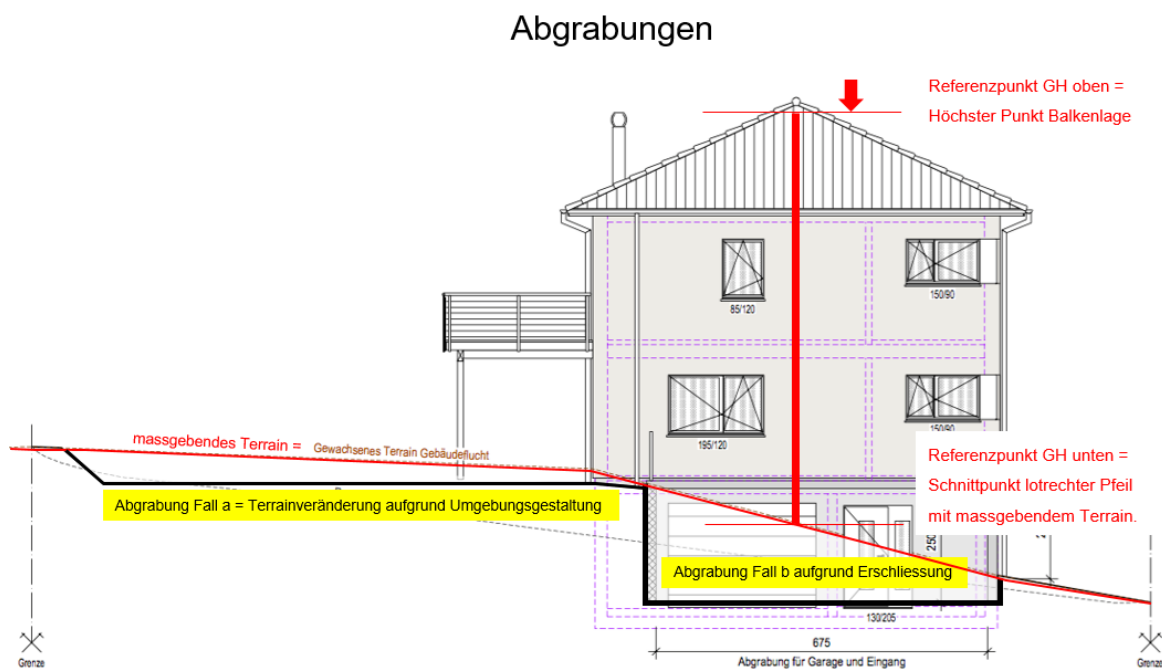 Abgrabungen
Referenzpunkt GH oben =
Höchster Punkt Balkenlage
85/120
150/90
195/120
150/90
massgebendes Terrain =
Gewachsenes Terrain Gebäudeflucht
Referenzpunkt GH unten =
Schnittpunkt lotrechter Pfeil
mit massgebendem Terrain.
Abgrabung Fall a = Terrainveränderung aufgrund Umgebungsgestaltung
250
Abgrabung Fall b aufgrund Erschliessung
130/205
675
Abgrabung für Garage und Eingang
Grenze
Grenze